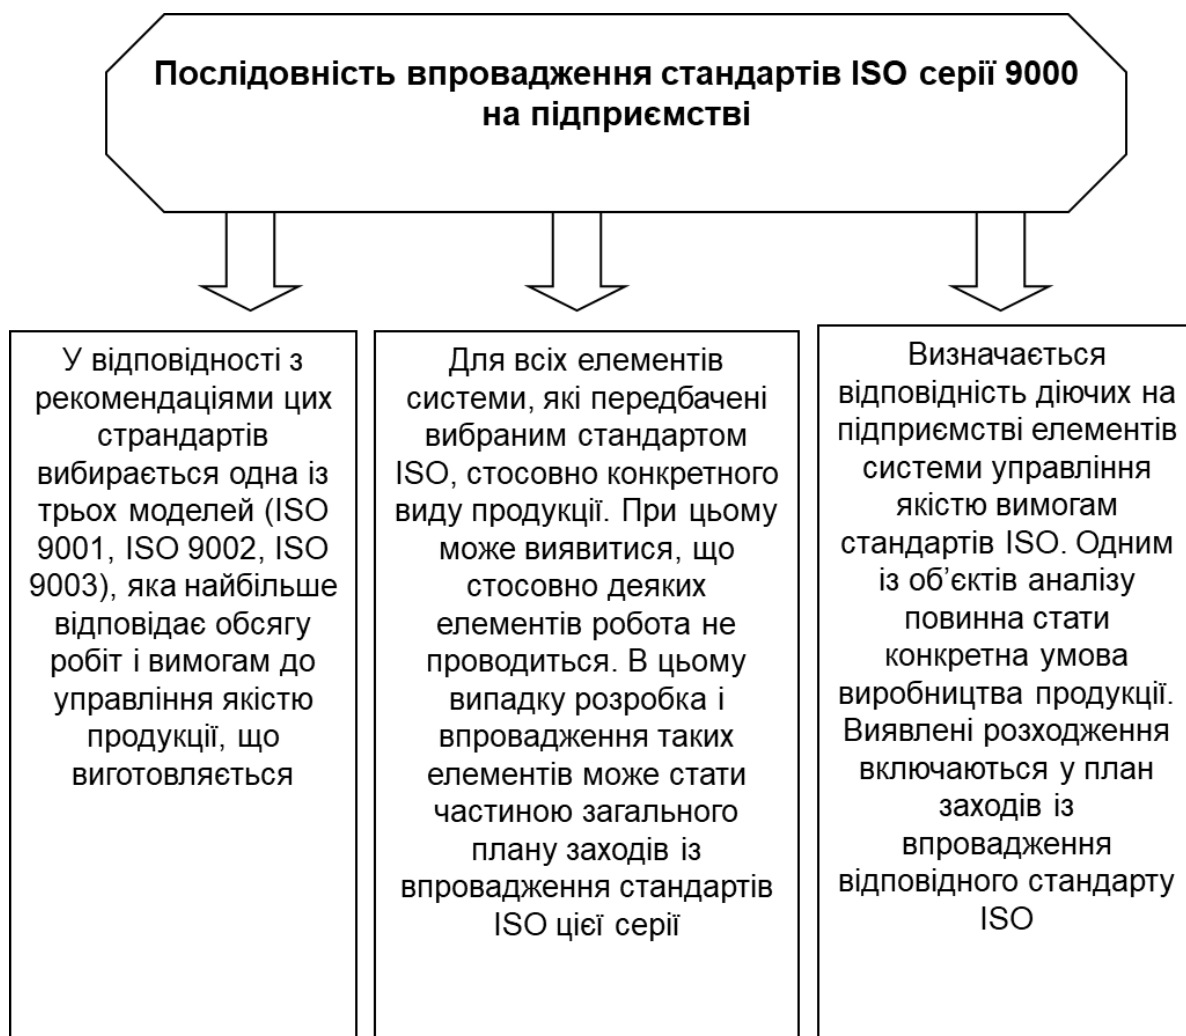 Послідовність впровадження стандартів ISO серії 9000
на підприємстві
У відповідності з
рекомендаціями цих
страндартів
вибирається одна із
трьох моделей (ISO
9001, ISO 9002, ISO
9003), яка найбільше
відповідає обсягу
робіт і вимогам до
управління якістю
продукції, що
виготовляється
Для всіх елементів
системи, які передбачені
вибраним стандартом
ISO, стосовно конкретного
виду продукції. При цьому
може виявитися, що
стосовно деяких
елементів робота не
проводиться. В цьому
випадку розробка і
впровадження таких
елементів може стати
частиною загального
плану заходів із
впровадження стандартів
ISO цієї серії
Визначається
відповідність діючих на
підприємстві елементів
системи управління
якістю вимогам
стандартів ISO. Одним
із об’єктів аналізу
повинна стати
конкретна умова
виробництва продукції.
Виявлені розходження
включаються у план
заходів із
впровадження
відповідного стандарту
ISO